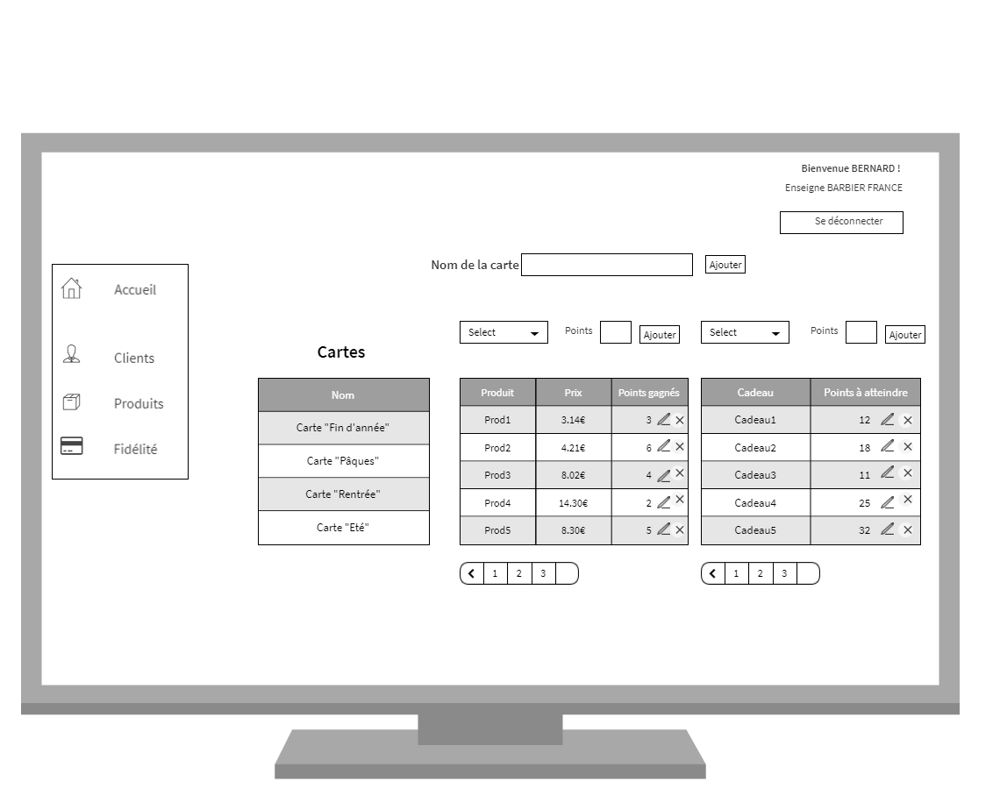 Bienvenue BERNARD !
Enseigne BARBIER FRANCE
Se déconnecter
Nom de la carte
Ajouter
Accueil
Clients
Produits
Fidélité
Cartes
Nom
Carte "Fin d'année"
Carte "Pâques"
Carte "Rentrée"
Carte "Eté"
Select Points Ajouter
Produit Prix Points gagnés
Prod1 3.14€ 3
Prod2 4.21€ 6
Prod3 8.02€ 4
Prod4 14.30€ 2
Prod5 8.30€ 5
1 2 3
Select Points Ajouter
Cadeau Points à atteindre
Cadeau1 12
Cadeau2 18
Cadeau3 11
Cadeau4 25
Cadeau5 32
1 2 3